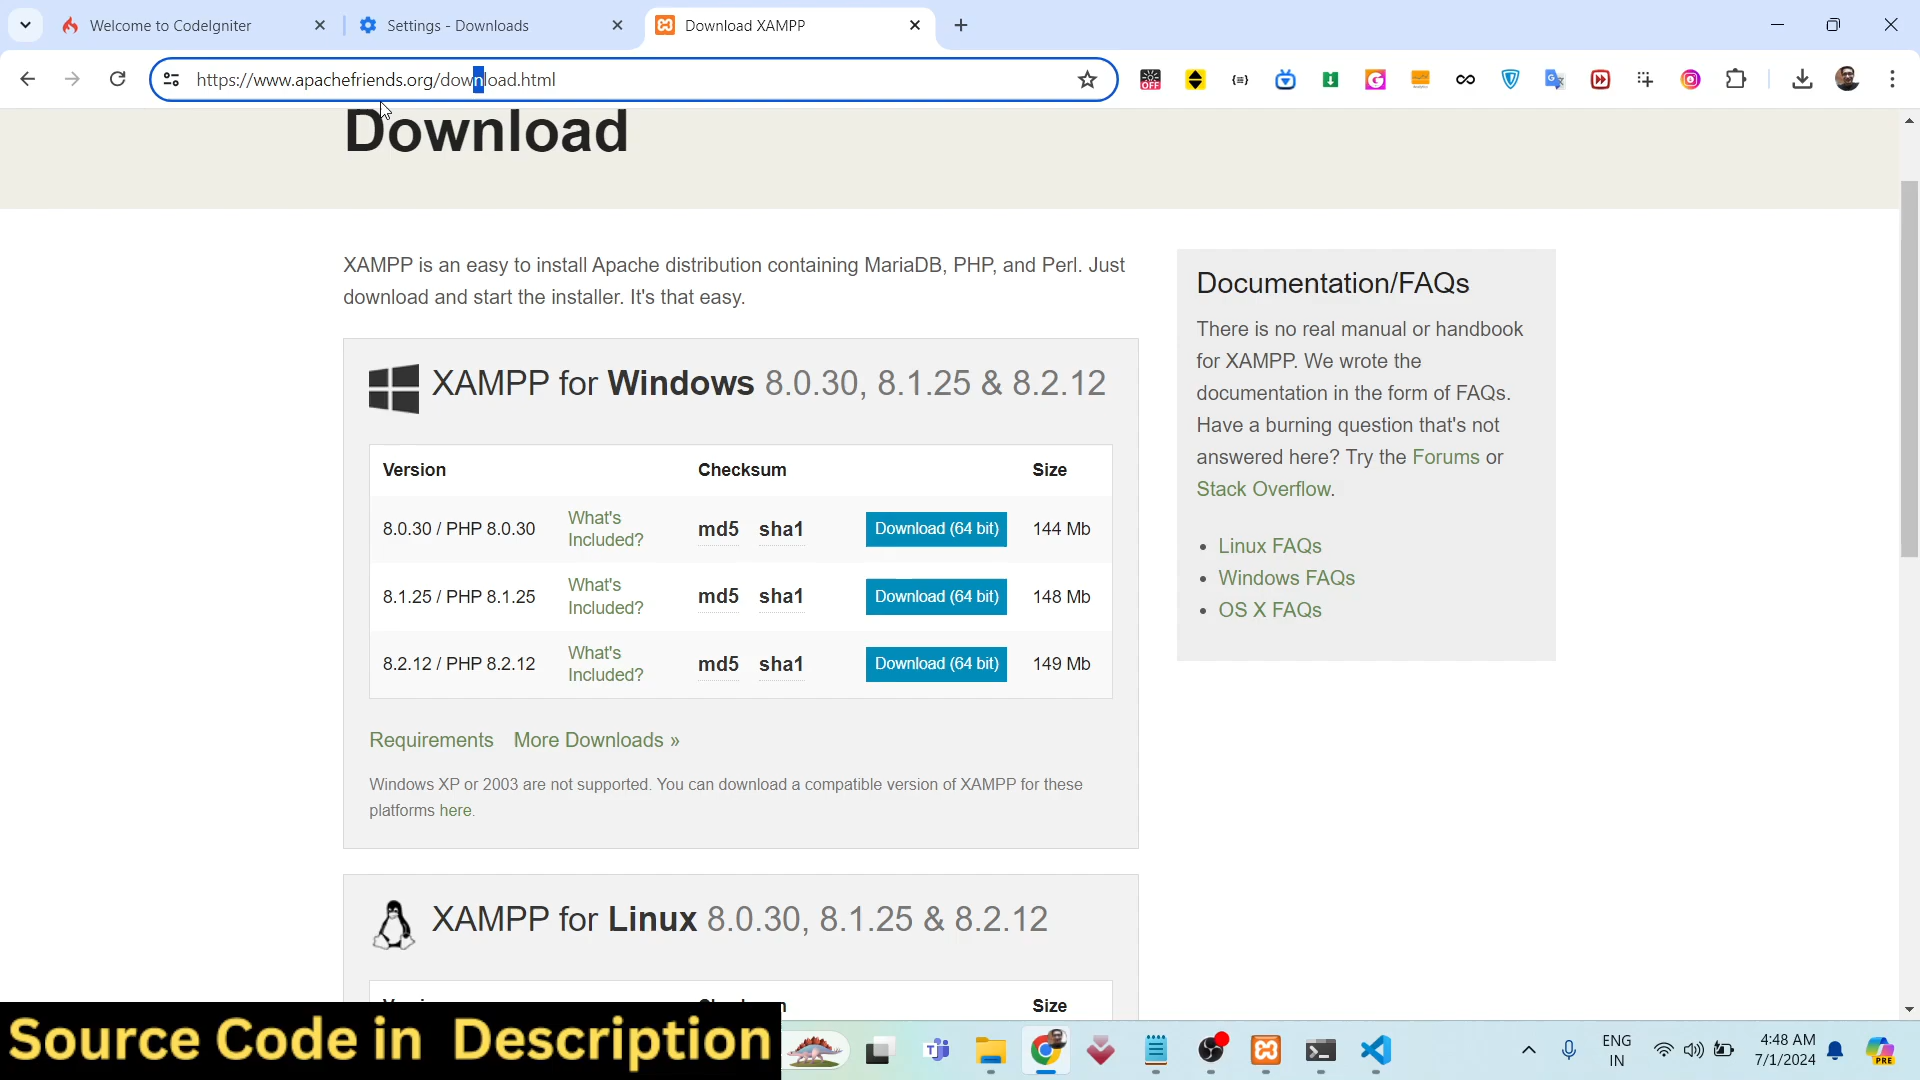 Welcome to CodeIgniter
Settings - Downloads
Download XAMPP
https://www.apachefriends.org/download.html
OFF
Download
XAMPP is an easy to install Apache distribution containing MariaDB, PHP, and Perl. Just
download and start the installer. It's that easy.
XAMPP for Windows 8.0.30, 8.1.25 & 8.2.12
Version Checksum Size
8.0.30 / PHP 8.0.30 What's Included? md5 sha1 Download (64 bit) 144 Mb
8.1.25 / PHP 8.1.25 What's Included? md5 sha1 Download (64 bit) 148 Mb
8.2.12 / PHP 8.2.12 What's Included? md5 sha1 Download (64 bit) 149 Mb
Requirements More Downloads »
Windows XP or 2003 are not supported. You can download a compatible version of XAMPP for these
platforms here.
XAMPP for Linux 8.0.30, 8.1.25 & 8.2.12
Size
Documentation/FAQs
There is no real manual or handbook
for XAMPP. We wrote the
documentation in the form of FAQs.
Have a burning question that's not
answered here? Try the Forums or
Stack Overflow.
• Linux FAQs
• Windows FAQs
• OS X FAQs
Source Code in Description
ENG
IN
4:48 AM
7/1/2024
PRE